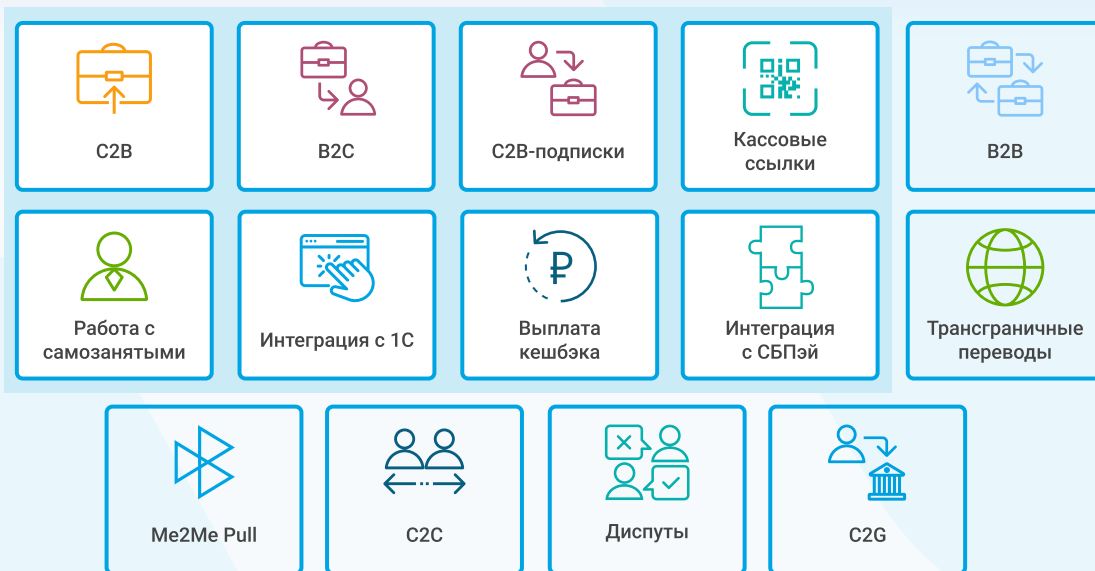 C2B
B2C
C2B-подписки
Кассовые
ссылки
B2B
Работа с
самозанятыми
Интеграция с 1С
₽
Выплата
кешбэка
Интеграция
с СБПэй
Трансграничные
переводы
Me2Me Pull
C2C
Диспуты
C2G